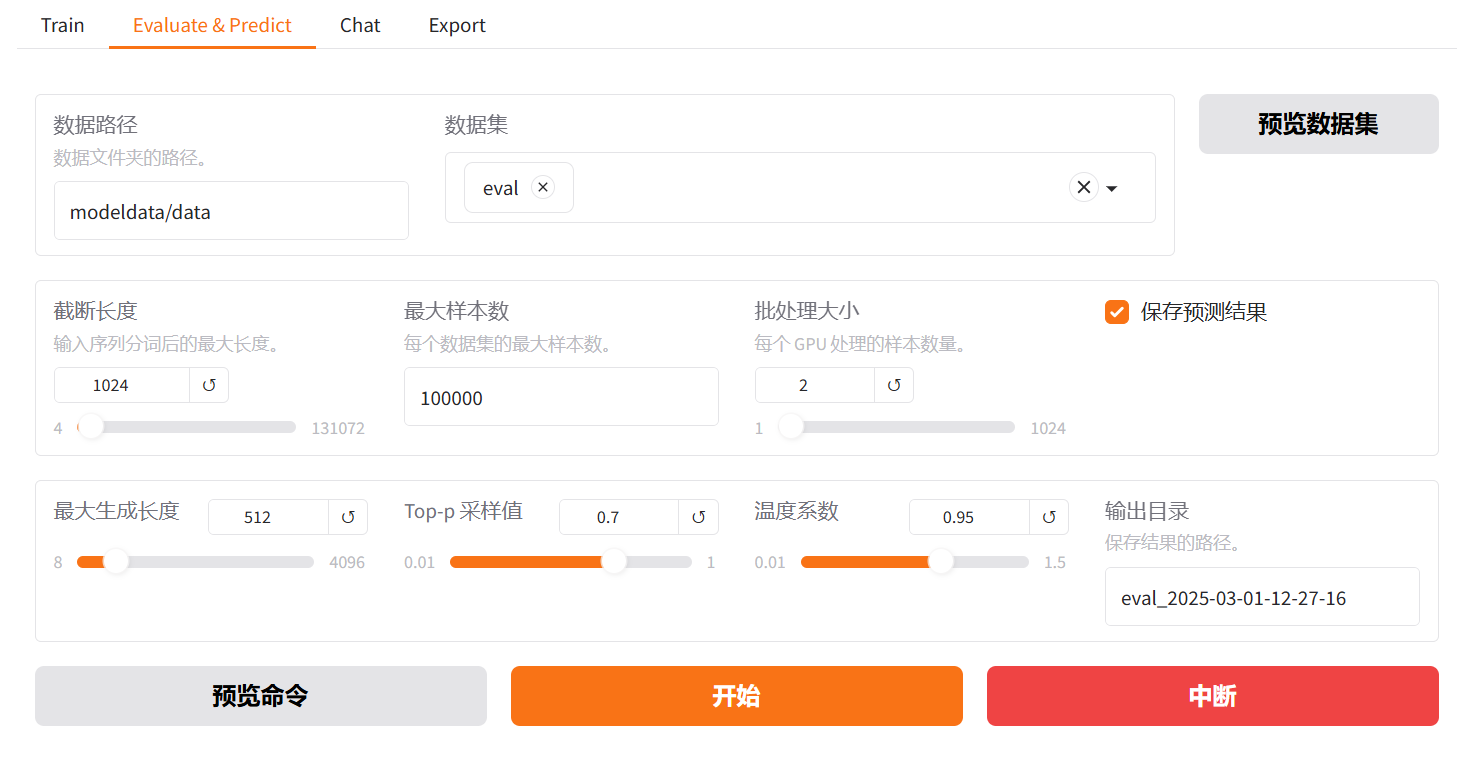 Train
Evaluate & Predict
Chat
Export
数据路径
数据文件夹的路径。
modeldata/data
数据集
eval
预览数据集
截断长度
输入序列分词后的最大长度。
1024
4
131072
最大样本数
每个数据集的最大样本数。
100000
批处理大小
每个 GPU 处理的样本数量。
2
1
1024
保存预测结果
最大生成长度
512
8
4096
Top-p 采样值
0.7
0.01
1
温度系数
0.95
0.01
1.5
输出目录
保存结果的路径。
eval_2025-03-01-12-27-16
预览命令
开始
中断